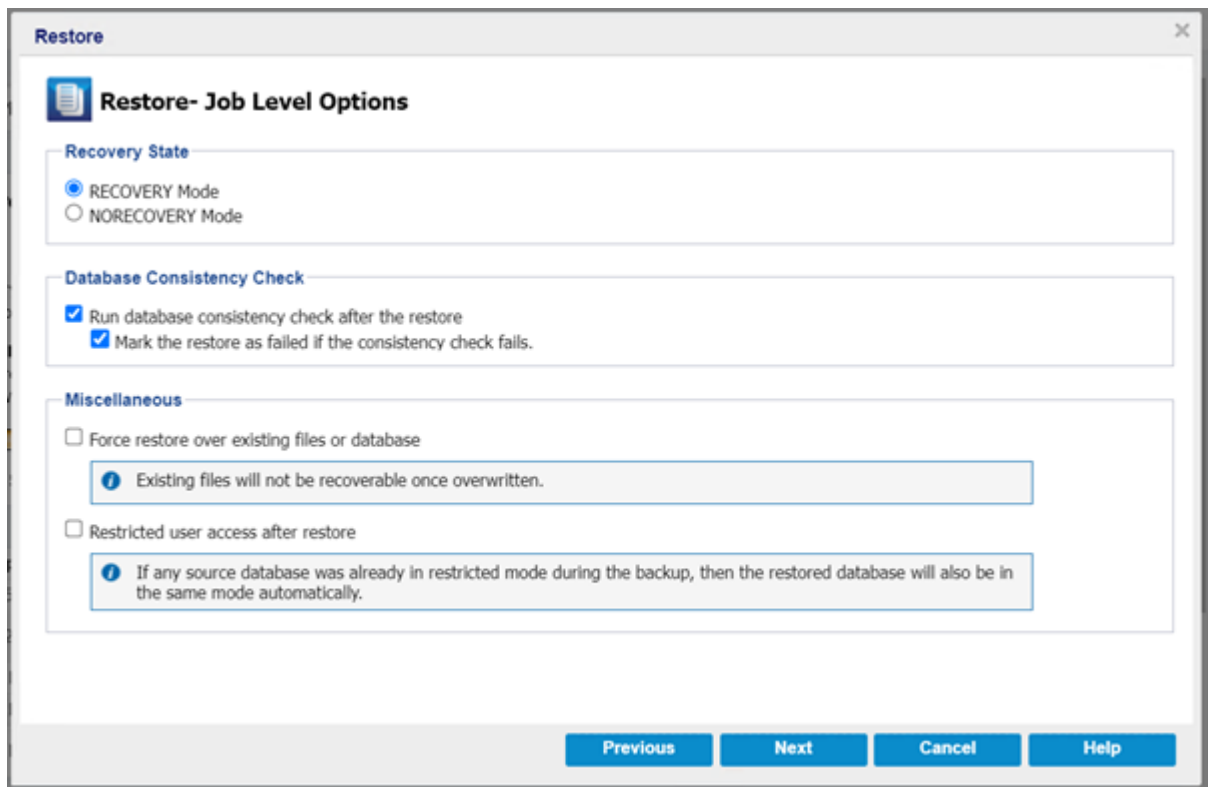 Restore
Restore- Job Level Options
Recovery State
RECOVERY Mode
NORECOVERY Mode
Database Consistency Check
Run database consistency check after the restore
Mark the restore as failed if the consistency check fails.
Miscellaneous
Force restore over existing files or database
Existing files will not be recoverable once overwritten.
Restricted user access after restore
If any source database was already in restricted mode during the backup, then the restored database will also be in
the same mode automatically.
Previous Next Cancel Help